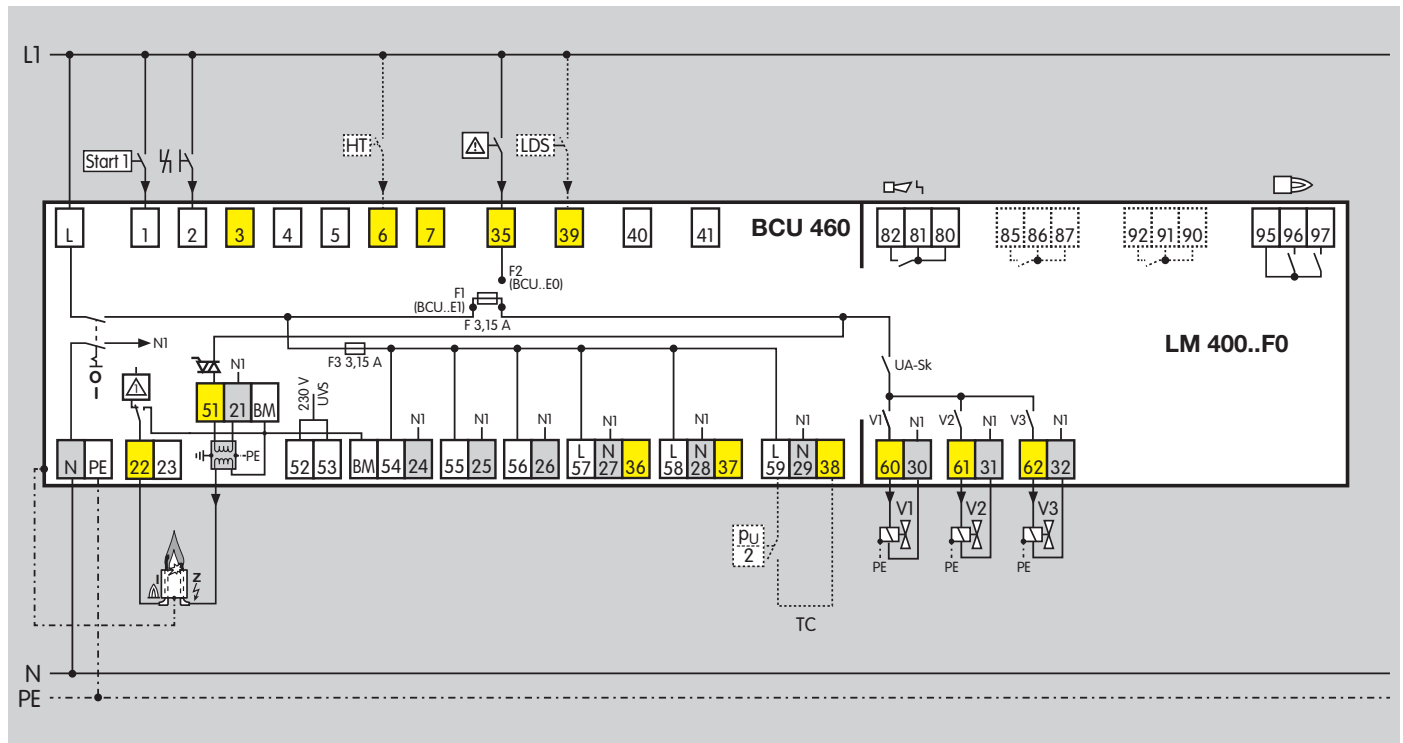 L1
Start 1
HT
LDS
L 1 2 3 4 5 6 7 35 39 40 41
BCU 460
82 81 80
85 86 87
92 91 90
95 96 97
F2
(BCU..E0)
F1
(BCU..E1)
F 3,15 A
N1
F3 3,15 A
UA-Sk
LM 400..F0
O
I
N1
230 V
UVS
51 21 BM
PE
N PE
22 23
52 53
N1
BM 54 24
N1
55 25
N1
56 26
N1
L N
57 27 36
N1
L N
58 28 37
N1
L N
59 29 38
V1 N1
60 30
V2 N1
61 31
V3 N1
62 32
V1
PE
V2
PE
V3
PE
pu
2
TC
I
Z
N
PE